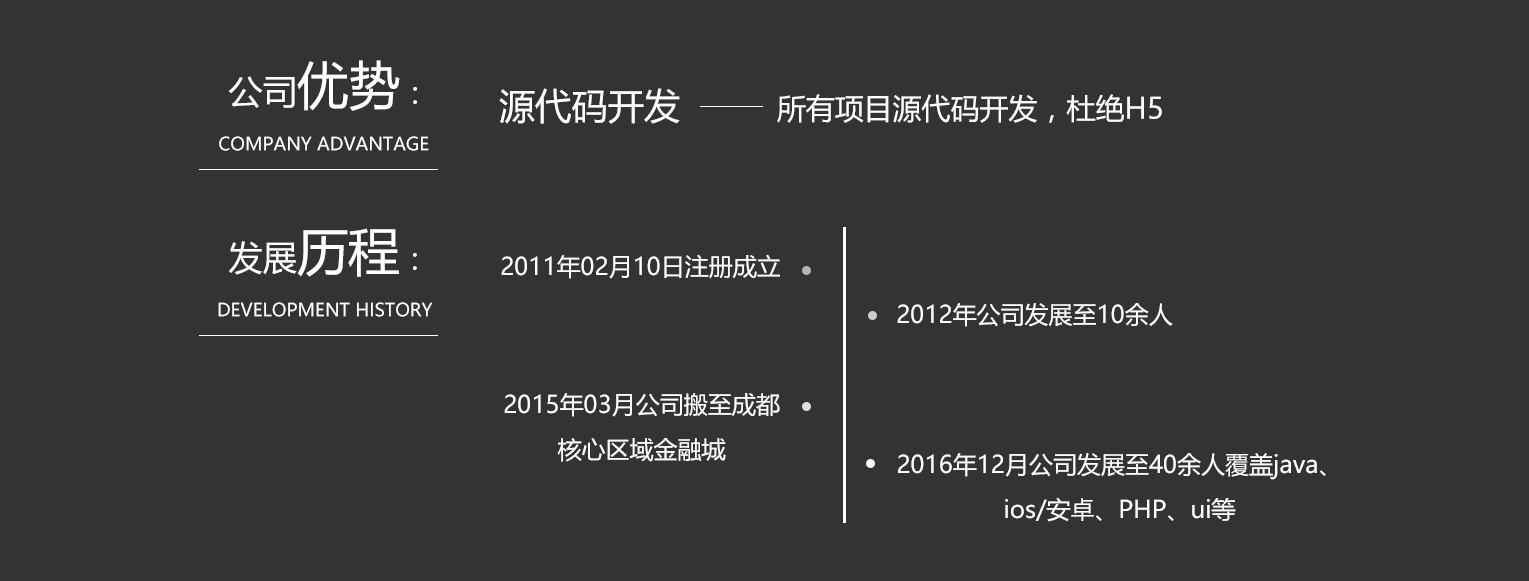 公司优势：
COMPANY ADVANTAGE
源代码开发 —— 所有项目源代码开发，杜绝H5
发展历程：
DEVELOPMENT HISTORY
2011年02月10日注册成立
2012年公司发展至10余人
2015年03月公司搬至成都
核心区域金融城
2016年12月公司发展至40余人覆盖java、
ios/安卓、PHP、ui等